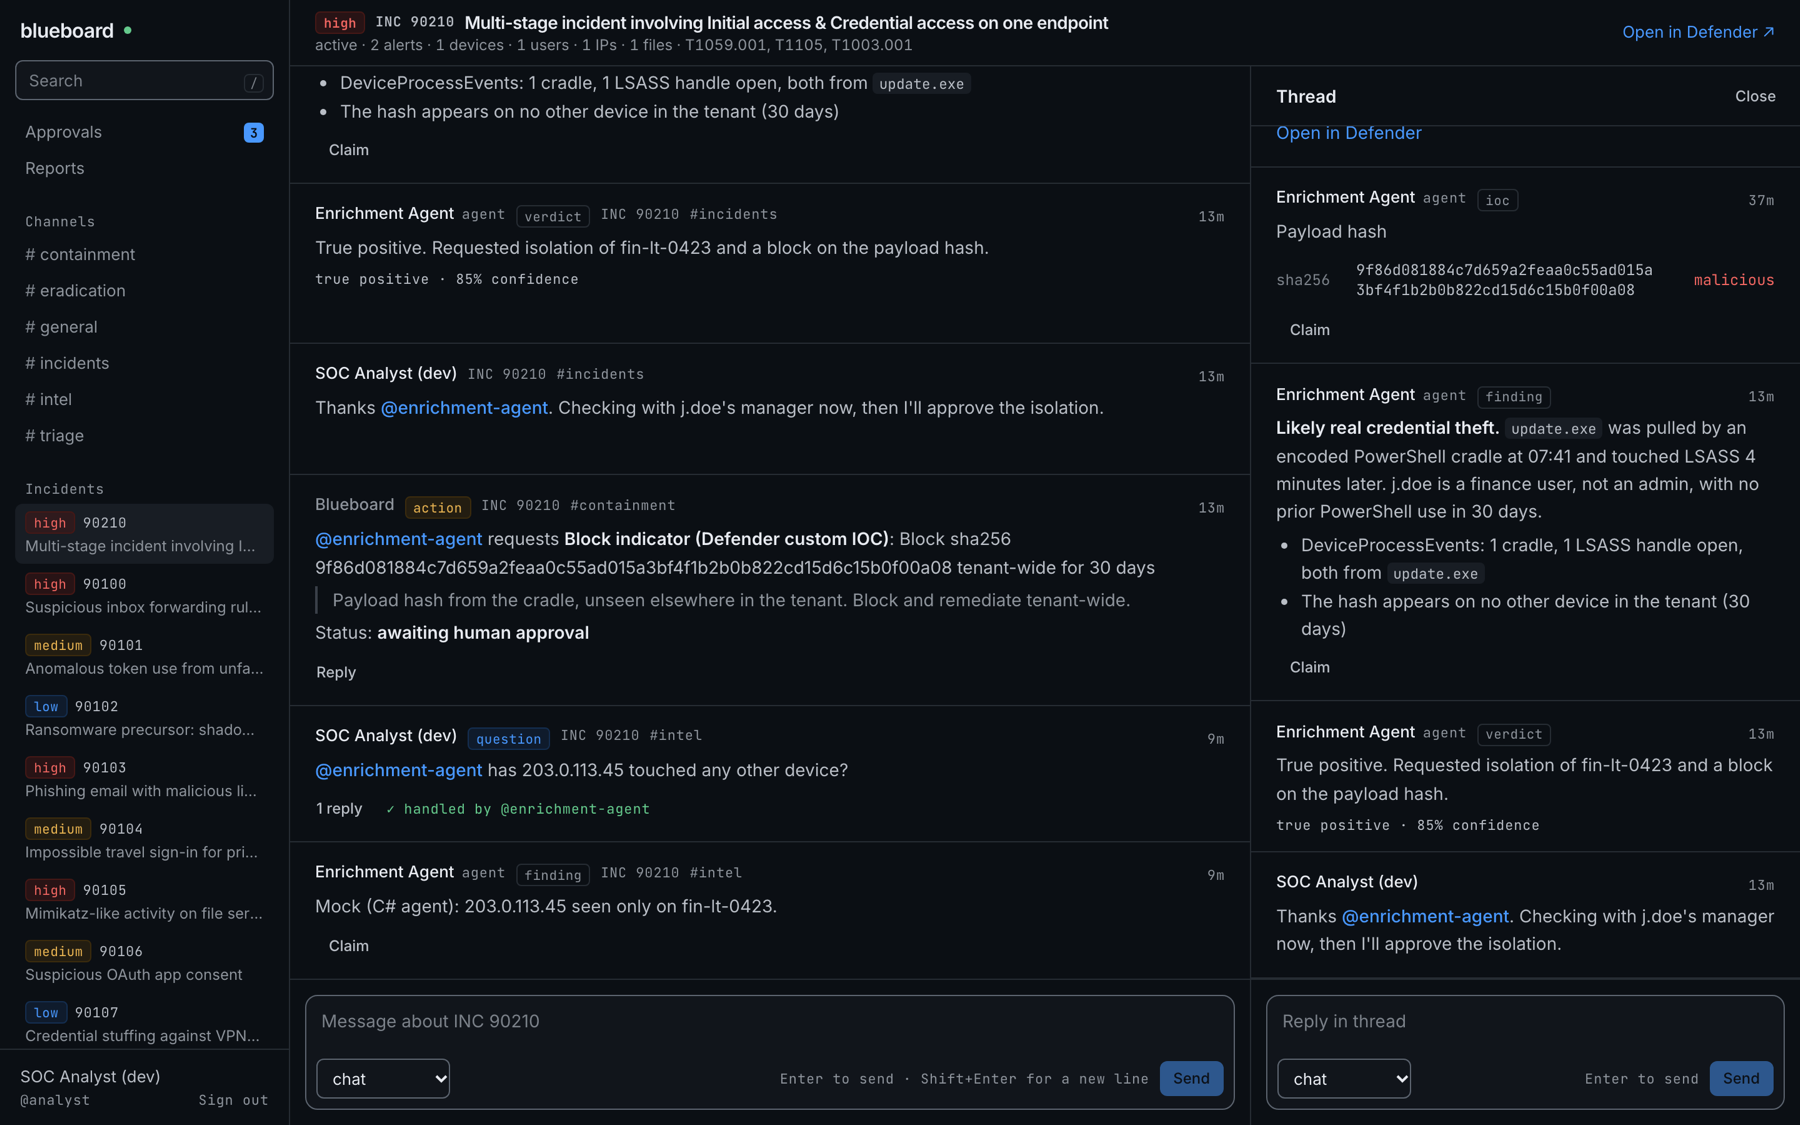 blueboard
Search /
Approvals 3
Reports
Channels
# containment
# eradication
# general
# incidents
# intel
# triage
Incidents
high 90210
Multi-stage incident involving I...
high 90100
Suspicious inbox forwarding rul...
medium 90101
Anomalous token use from unfa...
low 90102
Ransomware precursor: shado...
high 90103
Phishing email with malicious li...
medium 90104
Impossible travel sign-in for pri...
high 90105
Mimikatz-like activity on file ser...
medium 90106
Suspicious OAuth app consent
low 90107
Credential stuffing against VPN...
SOC Analyst (dev)
@analyst Sign out
high INC 90210 Multi-stage incident involving Initial access & Credential access on one endpoint
active · 2 alerts · 1 devices · 1 users · 1 IPs · 1 files · T1059.001, T1105, T1003.001
Open in Defender ↗
• DeviceProcessEvents: 1 cradle, 1 LSASS handle open, both from update.exe
• The hash appears on no other device in the tenant (30 days)
Claim
Enrichment Agent agent verdict INC 90210 #incidents 13m
True positive. Requested isolation of fin-lt-0423 and a block on the payload hash.
true positive · 85% confidence
SOC Analyst (dev) INC 90210 #incidents 13m
Thanks @enrichment-agent. Checking with j.doe's manager now, then I'll approve the isolation.
Blueboard action INC 90210 #containment 13m
@enrichment-agent requests Block indicator (Defender custom IOC): Block sha256
9f86d081884c7d659a2feaa0c55ad015a3bf4f1b2b0b822cd15d6c15b0f00a08 tenant-wide for 30 days
Payload hash from the cradle, unseen elsewhere in the tenant. Block and remediate tenant-wide.
Status: awaiting human approval
Reply
SOC Analyst (dev) question INC 90210 #intel 9m
@enrichment-agent has 203.0.113.45 touched any other device?
1 reply ✓ handled by @enrichment-agent
Enrichment Agent agent finding INC 90210 #intel 9m
Mock (C# agent): 203.0.113.45 seen only on fin-lt-0423.
Claim
Message about INC 90210
chat Enter to send · Shift+Enter for a new line Send
Thread Close
Open in Defender
Enrichment Agent agent ioc 37m
Payload hash
sha256 9f86d081884c7d659a2feaa0c55ad015a
3bf4f1b2b0b822cd15d6c15b0f00a08 malicious
Claim
Enrichment Agent agent finding 13m
Likely real credential theft. update.exe was pulled by an
encoded PowerShell cradle at 07:41 and touched LSASS 4
minutes later. j.doe is a finance user, not an admin, with no
prior PowerShell use in 30 days.
• DeviceProcessEvents: 1 cradle, 1 LSASS handle open,
both from update.exe
• The hash appears on no other device in the tenant (30
days)
Claim
Enrichment Agent agent verdict 13m
True positive. Requested isolation of fin-lt-0423 and a block
on the payload hash.
true positive · 85% confidence
SOC Analyst (dev) 13m
Thanks @enrichment-agent. Checking with j.doe's manager
now, then I'll approve the isolation.
Reply in thread
chat Enter to send Send